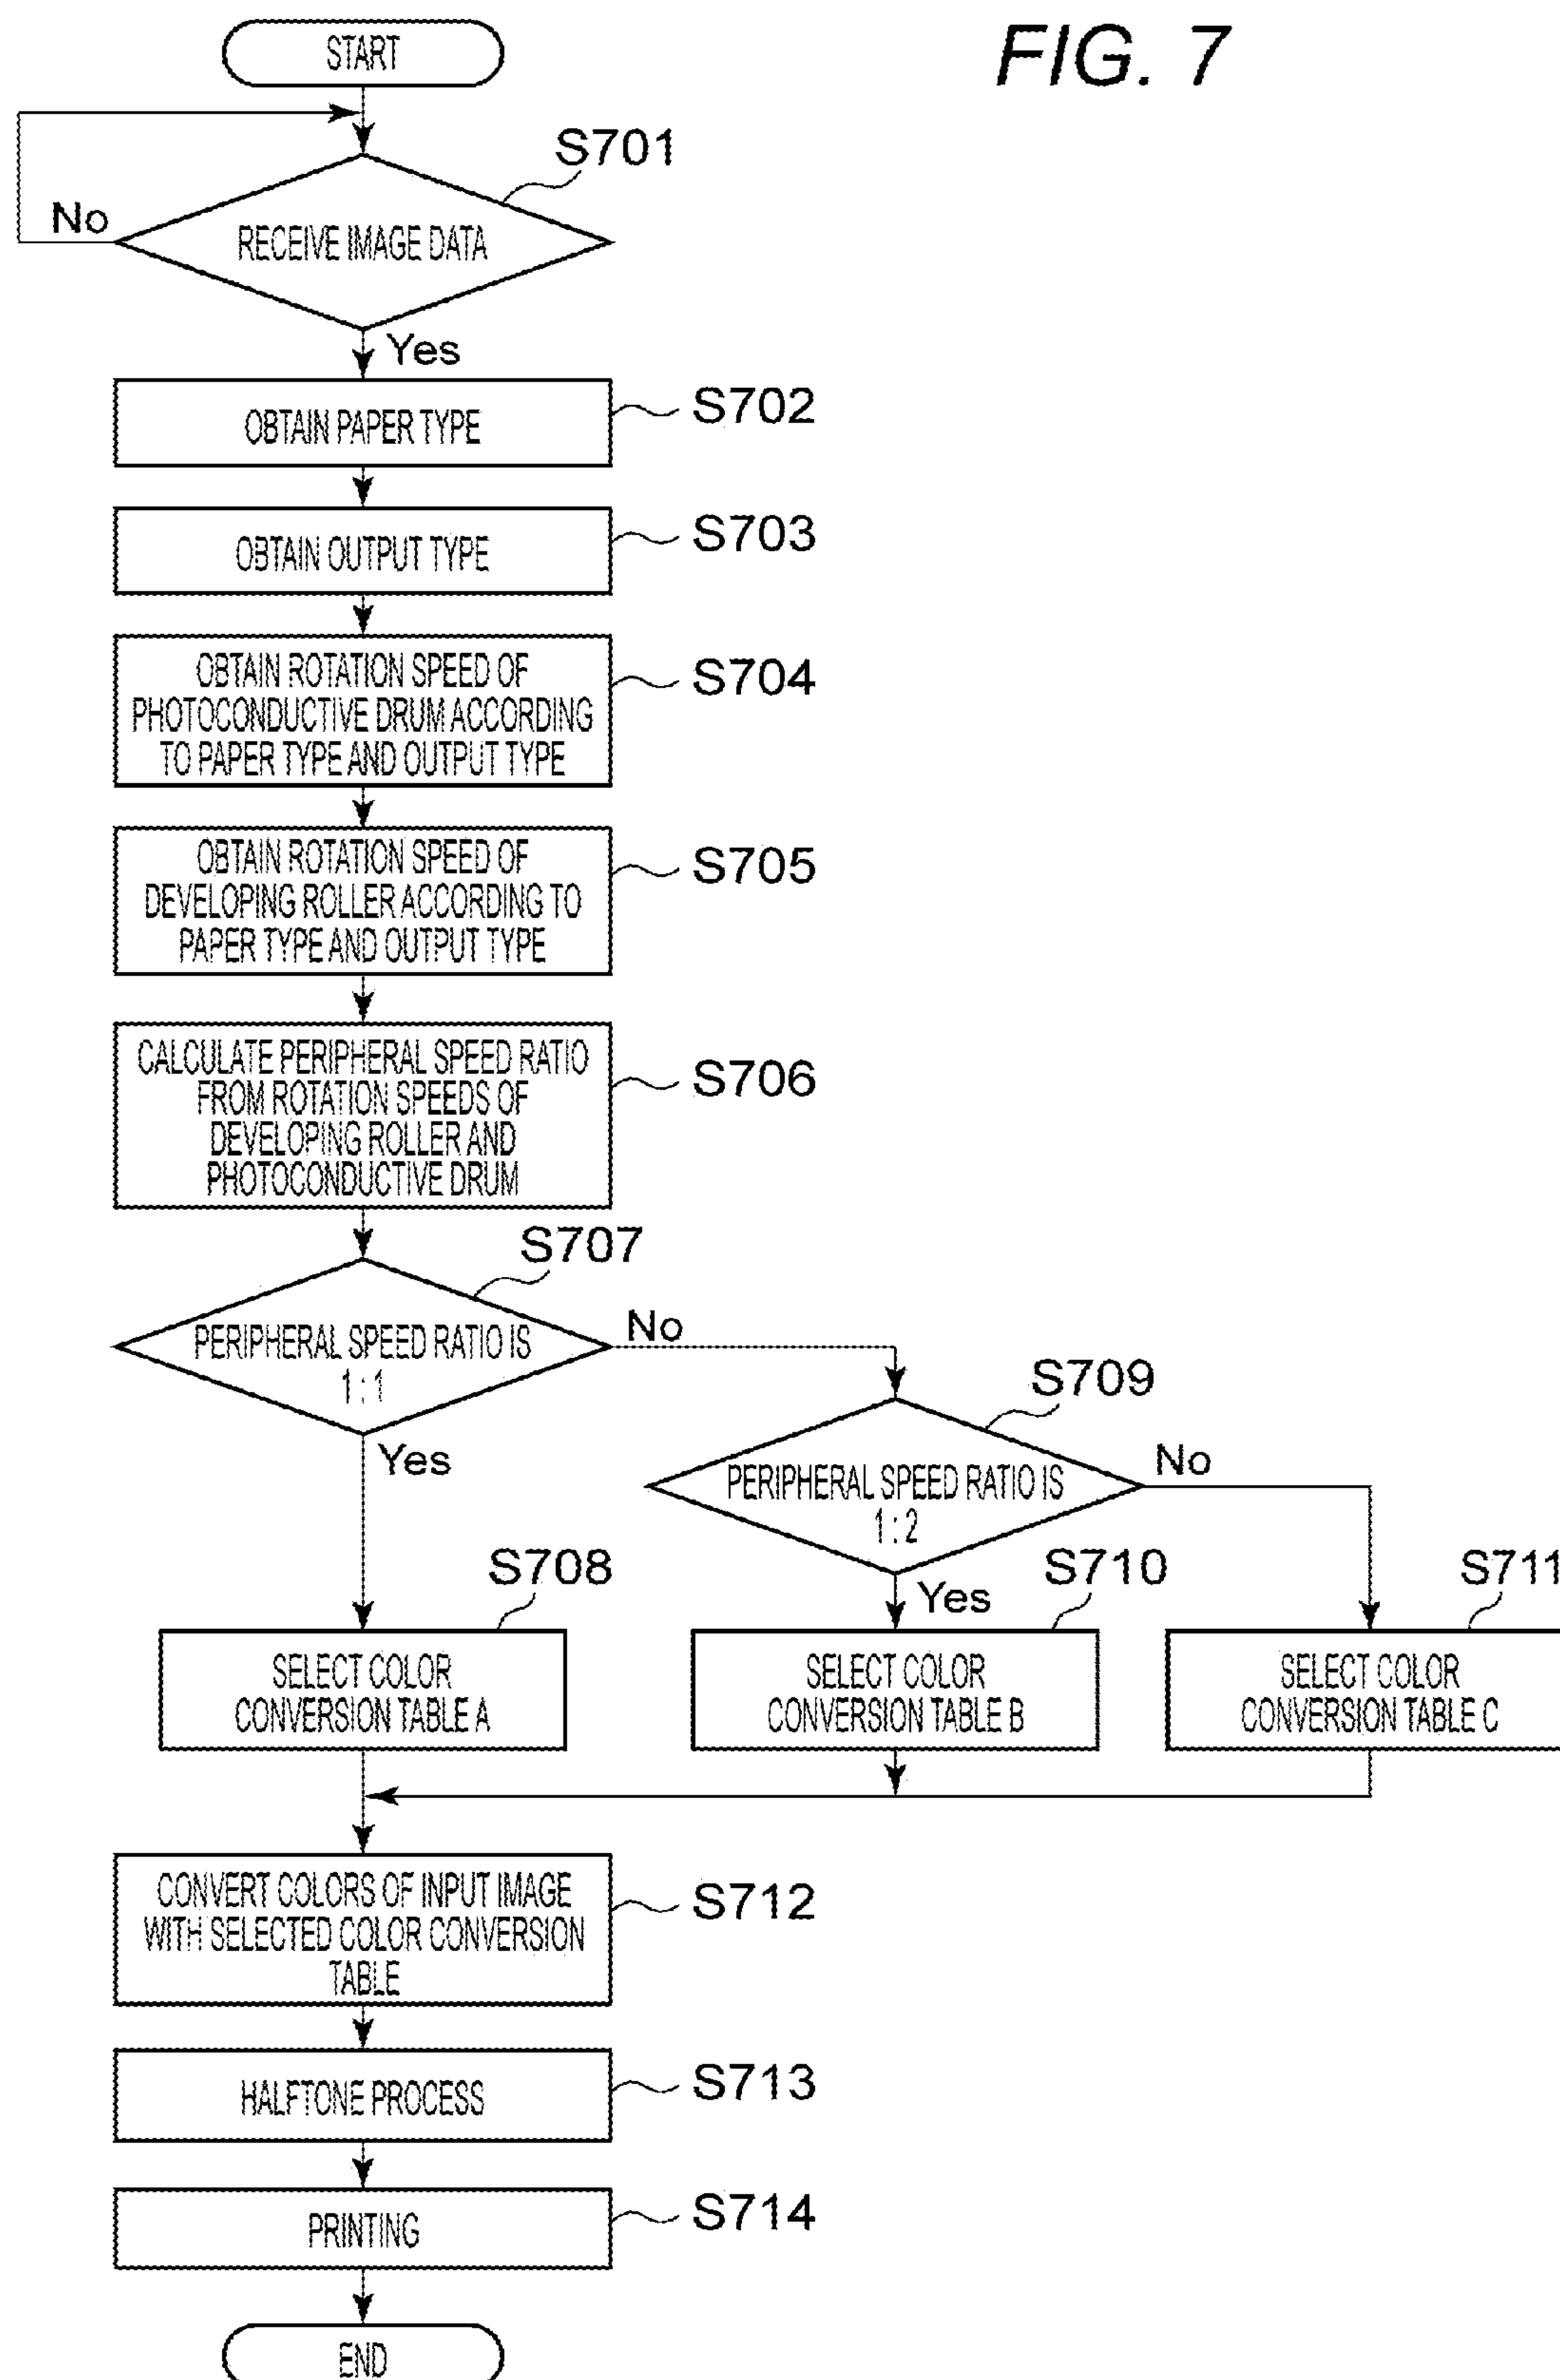 FIG. 7
START
S701
No
RECEIVE IMAGE DATA
Yes
OBTAIN PAPER TYPE
S702
OBTAIN OUTPUT TYPE
S703
OBTAIN ROTATION SPEED OF
PHOTOCONDUCTIVE DRUM ACCORDING
TO PAPER TYPE AND OUTPUT TYPE
S704
OBTAIN ROTATION SPEED OF
DEVELOPING ROLLER ACCORDING TO
PAPER TYPE AND OUTPUT TYPE
S705
CALCULATE PERIPHERAL SPEED RATIO
FROM ROTATION SPEEDS OF
DEVELOPING ROLLER AND
PHOTOCONDUCTIVE DRUM
S706
S707
PERIPHERAL SPEED RATIO IS
1 : 1
No
Yes
S709
PERIPHERAL SPEED RATIO IS
1 : 2
No
Yes
S708
SELECT COLOR
CONVERSION TABLE A
S710
SELECT COLOR
CONVERSION TABLE B
S711
SELECT COLOR
CONVERSION TABLE C
CONVERT COLORS OF INPUT IMAGE
WITH SELECTED COLOR CONVERSION
TABLE
S712
HALFTONE PROCESS
S713
PRINTING
S714
END